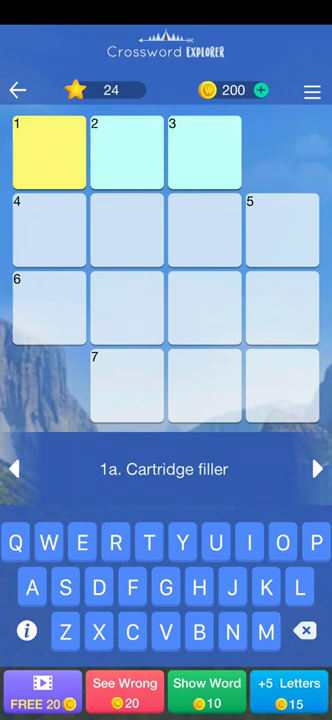 Crossword EXPLORER
24
200
1 2 3
4 5
6
7
1a. Cartridge filler
Q W E R T Y U I O P
A S D F G H J K L
i Z X C V B N M
FREE 20 W
See Wrong
20
Show Word
10
+5 Letters
15